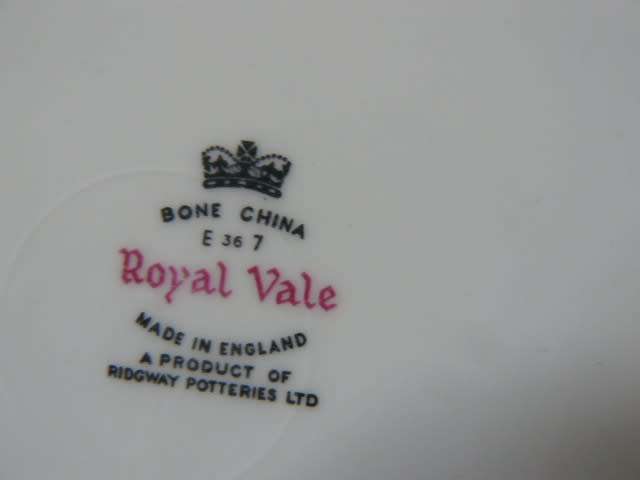 BONE CHINA
E 36 7
Royal Vale
MADE IN ENGLAND
A PRODUCT OF
RIDGWAY POTTERIES LTD